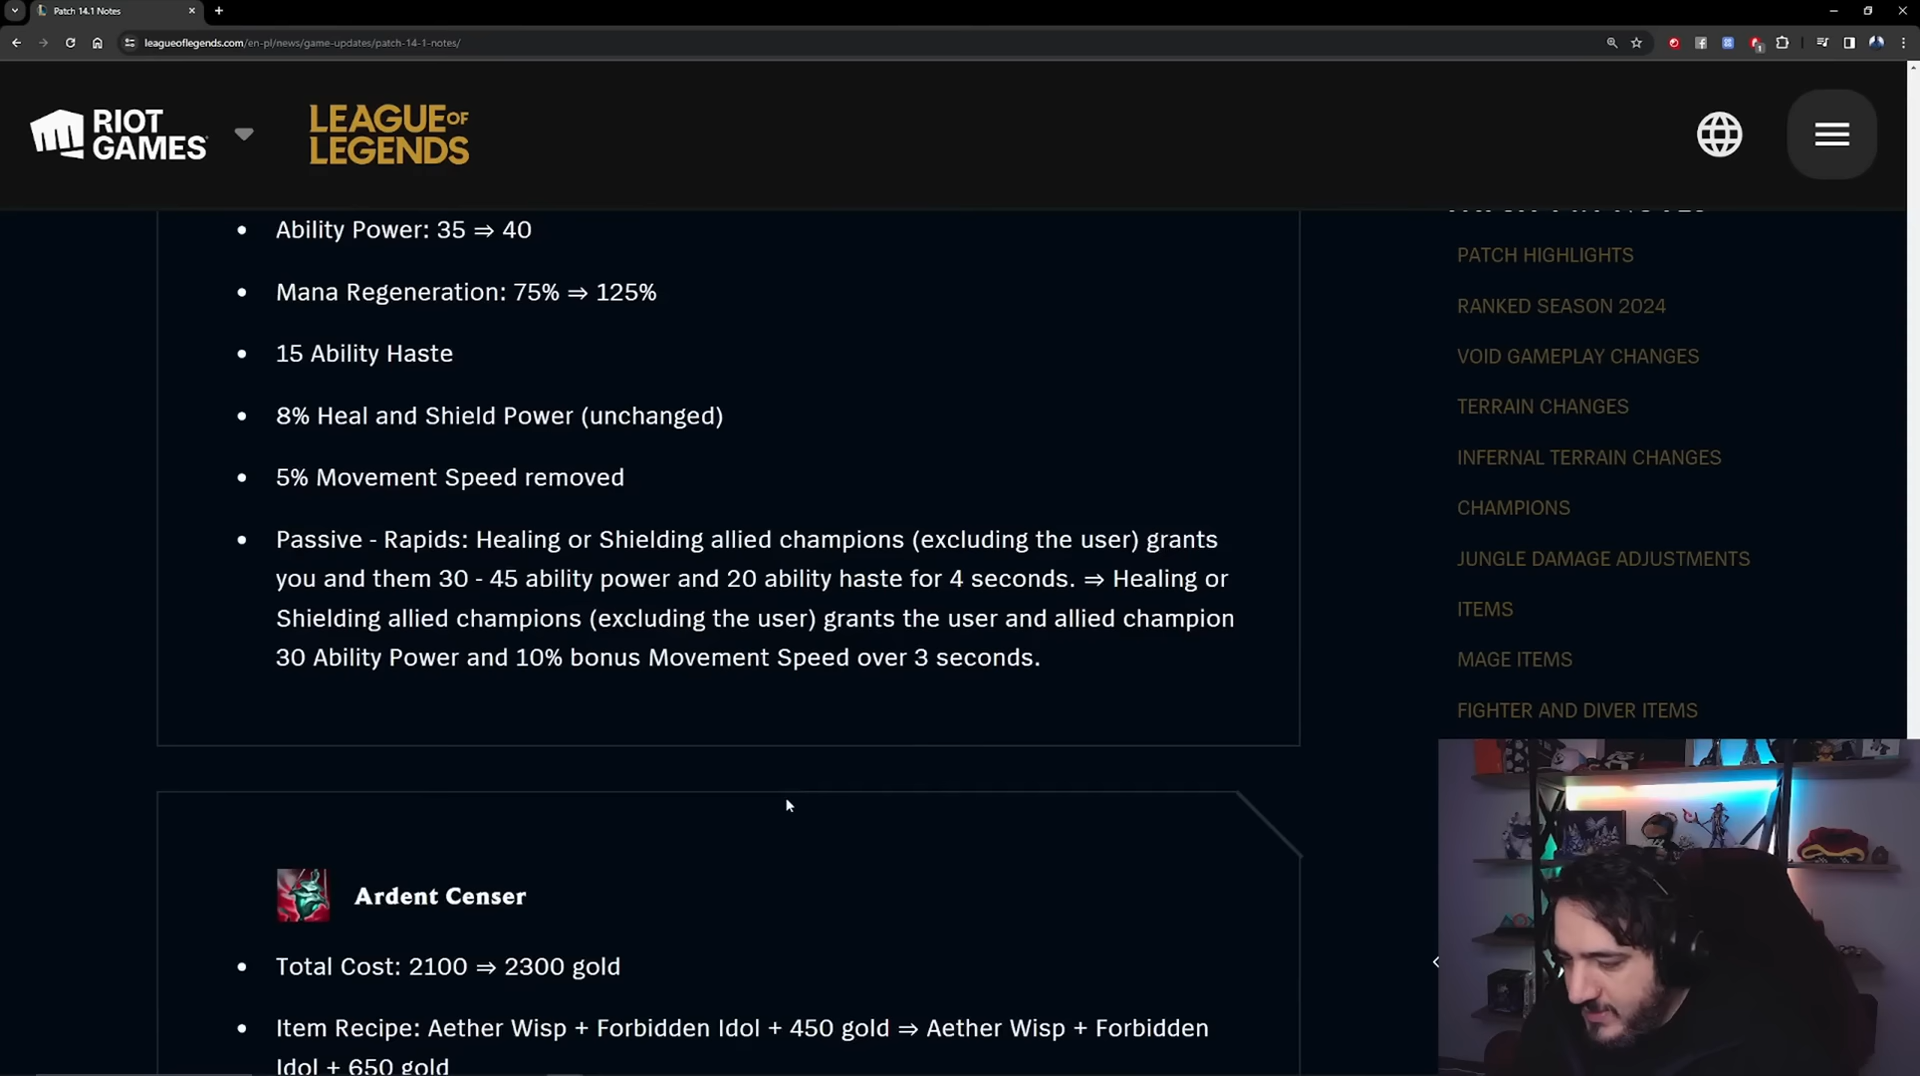 Patch 14.1 Notes
leagueoflegends.com/en-pl/news/game-updates/patch-14-1-notes/
RIOT
GAMES
LEAGUE OF
LEGENDS
Ability Power: 35 ⇒ 40
Mana Regeneration: 75% ⇒ 125%
15 Ability Haste
8% Heal and Shield Power (unchanged)
5% Movement Speed removed
Passive - Rapids: Healing or Shielding allied champions (excluding the user) grants
you and them 30 - 45 ability power and 20 ability haste for 4 seconds. ⇒ Healing or
Shielding allied champions (excluding the user) grants the user and allied champion
30 Ability Power and 10% bonus Movement Speed over 3 seconds.
Ardent Censer
Total Cost: 2100 ⇒ 2300 gold
Item Recipe: Aether Wisp + Forbidden Idol + 450 gold ⇒ Aether Wisp + Forbidden
Idol + 650 gold
PATCH HIGHLIGHTS
RANKED SEASON 2024
VOID GAMEPLAY CHANGES
TERRAIN CHANGES
INFERNAL TERRAIN CHANGES
CHAMPIONS
JUNGLE DAMAGE ADJUSTMENTS
ITEMS
MAGE ITEMS
FIGHTER AND DIVER ITEMS